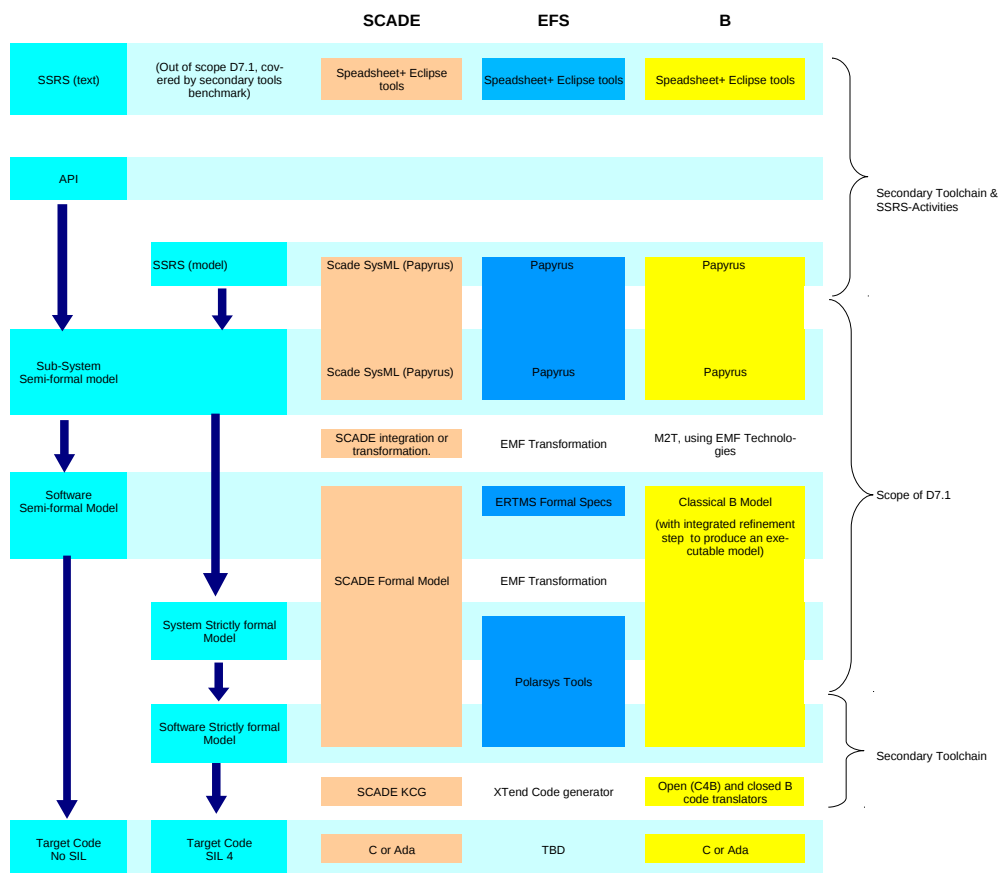 SCADE
EFS
B
SSRS (text)
(Out of scope D7.1, cov-
ered by secondary tools
benchmark)
Speadsheet+ Eclipse
tools
Speadsheet+ Eclipse tools
Speadsheet+ Eclipse tools
API
Secondary Toolchain &
SSRS-Activities
SSRS (model)
Scade SysML (Papyrus)
Papyrus
Papyrus
Sub-System
Semi-formal model
Scade SysML (Papyrus)
Papyrus
Papyrus
SCADE integration or
transformation.
EMF Transformation
M2T, using EMF Technolo-
gies
Software
Semi-formal Model
ERTMS Formal Specs
Classical B Model
(with integrated refinement
step to produce an exe-
cutable model)
Scope of D7.1
SCADE Formal Model
EMF Transformation
System Strictly formal
Model
Polarsys Tools
Software Strictly formal
Model
Secondary Toolchain
SCADE KCG
XTend Code generator
Open (C4B) and closed B
code translators
Target Code
No SIL
Target Code
SIL 4
C or Ada
TBD
C or Ada